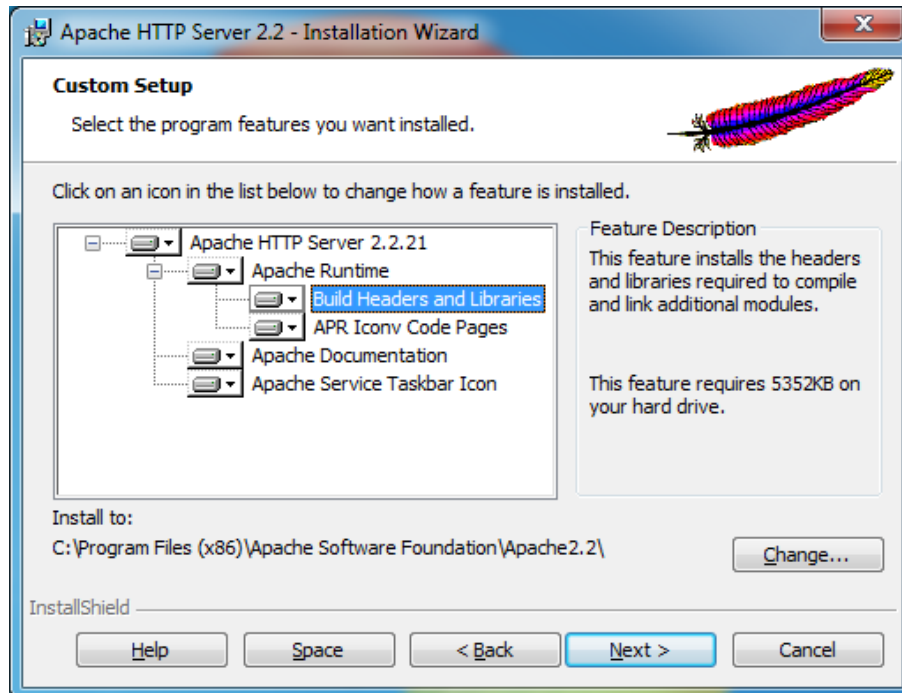 Apache HTTP Server 2.2 - Installation Wizard
Custom Setup
Select the program features you want installed.
Click on an icon in the list below to change how a feature is installed.
Apache HTTP Server 2.2.21
Apache Runtime
Build Headers and Libraries
APR Iconv Code Pages
Apache Documentation
Apache Service Taskbar Icon
Feature Description
This feature installs the headers
and libraries required to compile
and link additional modules.
This feature requires 5352KB on
your hard drive.
Install to:
C:\Program Files (x86)\Apache Software Foundation\Apache2.2\
Change...
InstallShield
Help
Space
< Back
Next >
Cancel